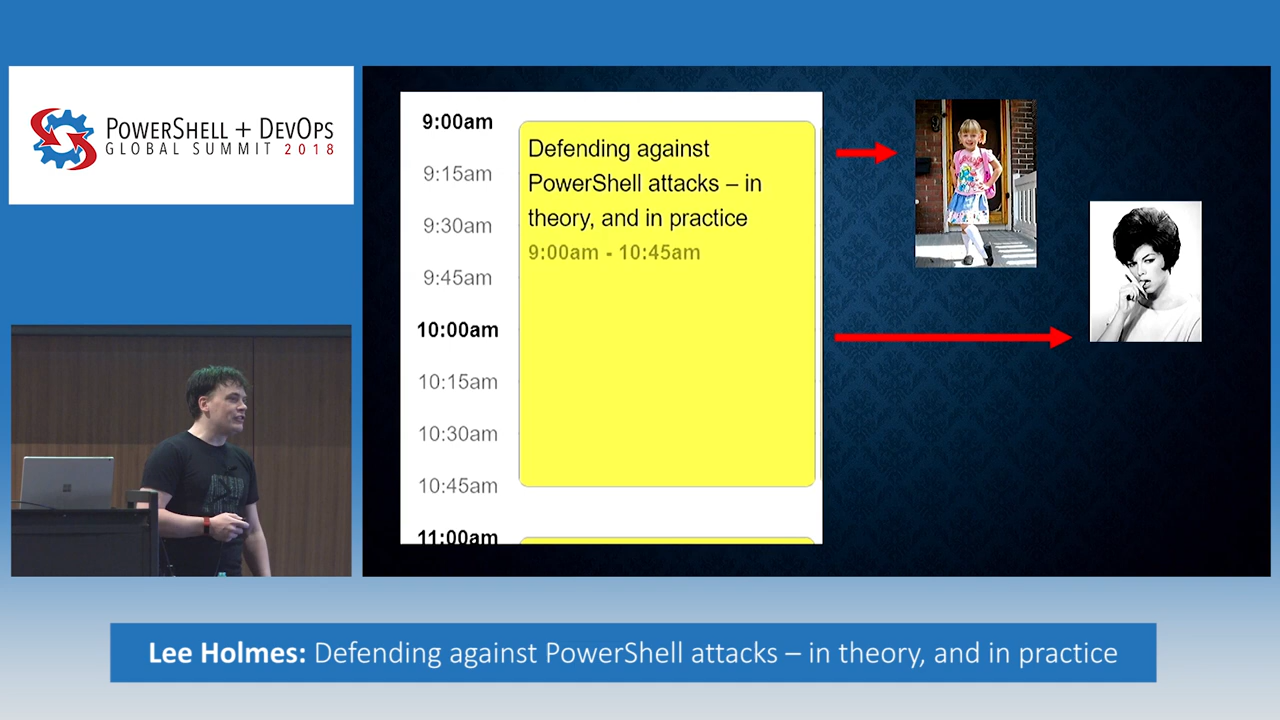 POWERSHELL + DEVOPS
GLOBAL SUMMIT 2018
9:00am
9:15am
9:30am
9:45am
10:00am
10:15am
10:30am
10:45am
11:00am
Defending against
PowerShell attacks – in
theory, and in practice
9:00am - 10:45am
Lee Holmes: Defending against PowerShell attacks – in theory, and in practice